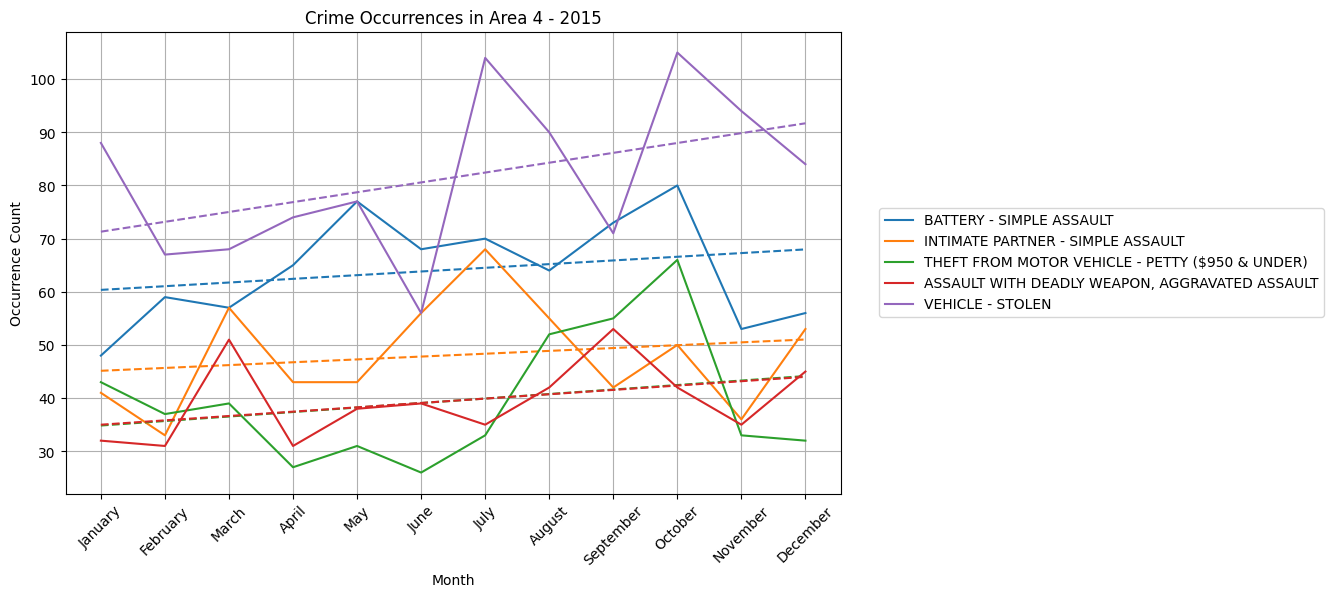 Crime Occurrences in Area 4 - 2015
Occurrence Count
100
90
80
70
60
50
40
30
January
February
March
April
May
June
July
August
September
October
November
December
Month
BATTERY - SIMPLE ASSAULT
INTIMATE PARTNER - SIMPLE ASSAULT
THEFT FROM MOTOR VEHICLE - PETTY ($950 & UNDER)
ASSAULT WITH DEADLY WEAPON, AGGRAVATED ASSAULT
VEHICLE - STOLEN